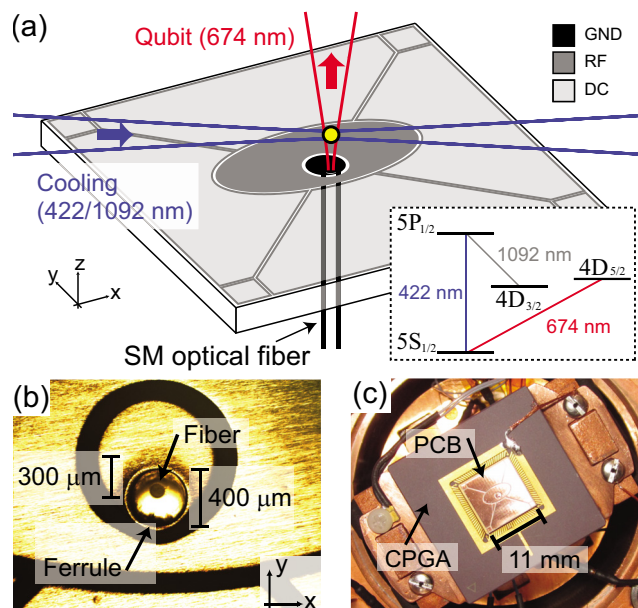 (a)
Qubit (674 nm)
GND
RF
DC
Cooling
(422/1092 nm)
z
y
x
SM optical fiber
5P1/2
1092 nm
4D5/2
422 nm
4D3/2
674 nm
5S1/2
(b)
Fiber
300 μm
400 μm
Ferrule
y
x
(c)
PCB
CPGA
11 mm